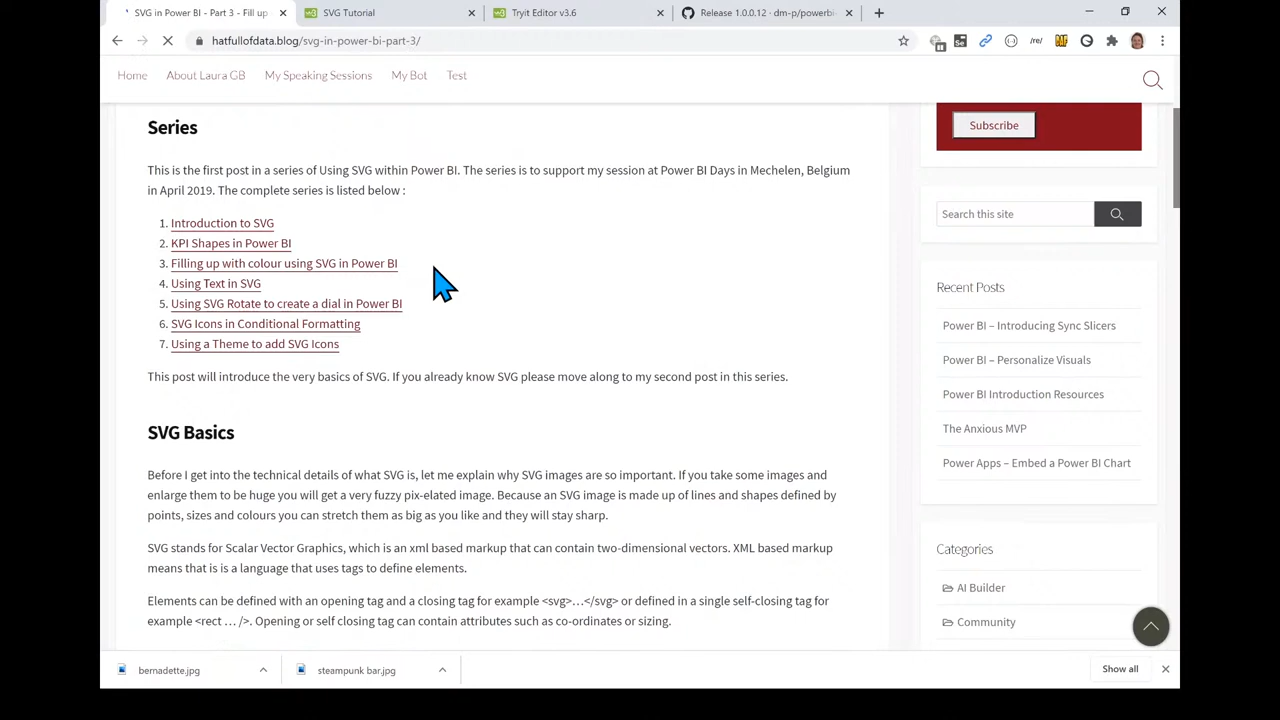 SVG in Power BI - Part 3 - Fill up
SVG Tutorial
Tryit Editor v3.6
Release 1.0.0.12 · dm-p/powerbi-
hatfullofdata.blog/svg-in-power-bi-part-3/
Home
About Laura GB
My Speaking Sessions
My Bot
Test
Series
This is the first post in a series of Using SVG within Power BI. The series is to support my session at Power BI Days in Mechelen, Belgium
in April 2019. The complete series is listed below :
1. Introduction to SVG
2. KPI Shapes in Power BI
3. Filling up with colour using SVG in Power BI
4. Using Text in SVG
5. Using SVG Rotate to create a dial in Power BI
6. SVG Icons in Conditional Formatting
7. Using a Theme to add SVG Icons
This post will introduce the very basics of SVG. If you already know SVG please move along to my second post in this series.
SVG Basics
Before I get into the technical details of what SVG is, let me explain why SVG images are so important. If you take some images and
enlarge them to be huge you will get a very fuzzy pix-elated image. Because an SVG image is made up of lines and shapes defined by
points, sizes and colours you can stretch them as big as you like and they will stay sharp.
SVG stands for Scalar Vector Graphics, which is an xml based markup that can contain two-dimensional vectors. XML based markup
means that is is a language that uses tags to define elements.
Elements can be defined with an opening tag and a closing tag for example <svg>…</svg> or defined in a single self-closing tag for
example <rect … />. Opening or self closing tag can contain attributes such as co-ordinates or sizing.
Subscribe
Search this site
Recent Posts
Power BI – Introducing Sync Slicers
Power BI – Personalize Visuals
Power BI Introduction Resources
The Anxious MVP
Power Apps – Embed a Power BI Chart
Categories
AI Builder
Community
bernadette.jpg
steampunk bar.jpg
Show all